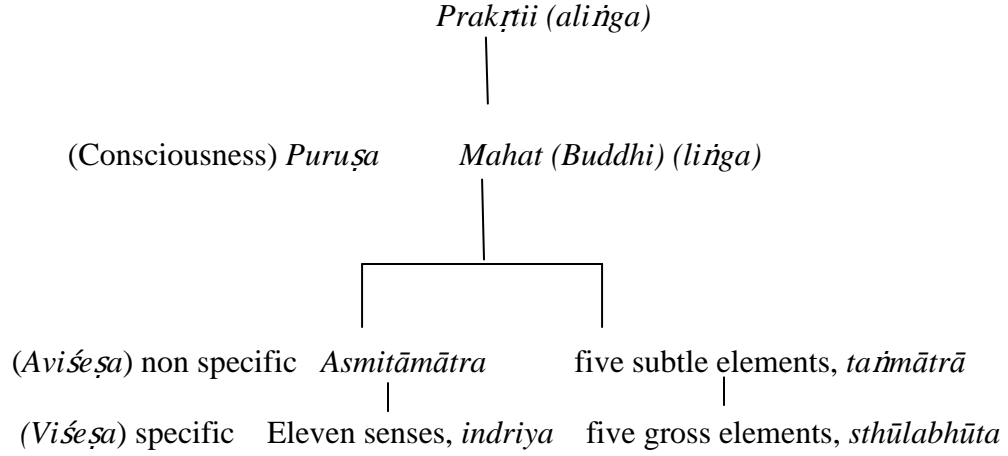 Prakṛtii (aliṅga)
(Consciousness) Puruṣa Mahat (Buddhi) (liṅga)
(Aviśeṣa) non specific Asmitāmātra five subtle elements, taṅmātrā
(Viśeṣa) specific Eleven senses, indriya five gross elements, sthūlabhūta